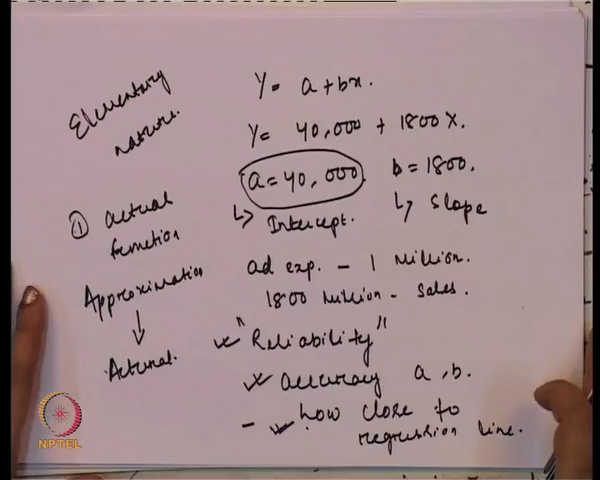 Elementary
nature.
Y = a + bx.
Y = 40,000 + 1800 X.
a = 40,000 b = 1800.
↳ Intercept. ↳ Slope
① actual
function
Approximation
↓
Actual.
ad exp. - 1 Million.
1800 Million - Sales.
"Reliability"
accuracy a, b.
- how close to
regression line.
NPTEL